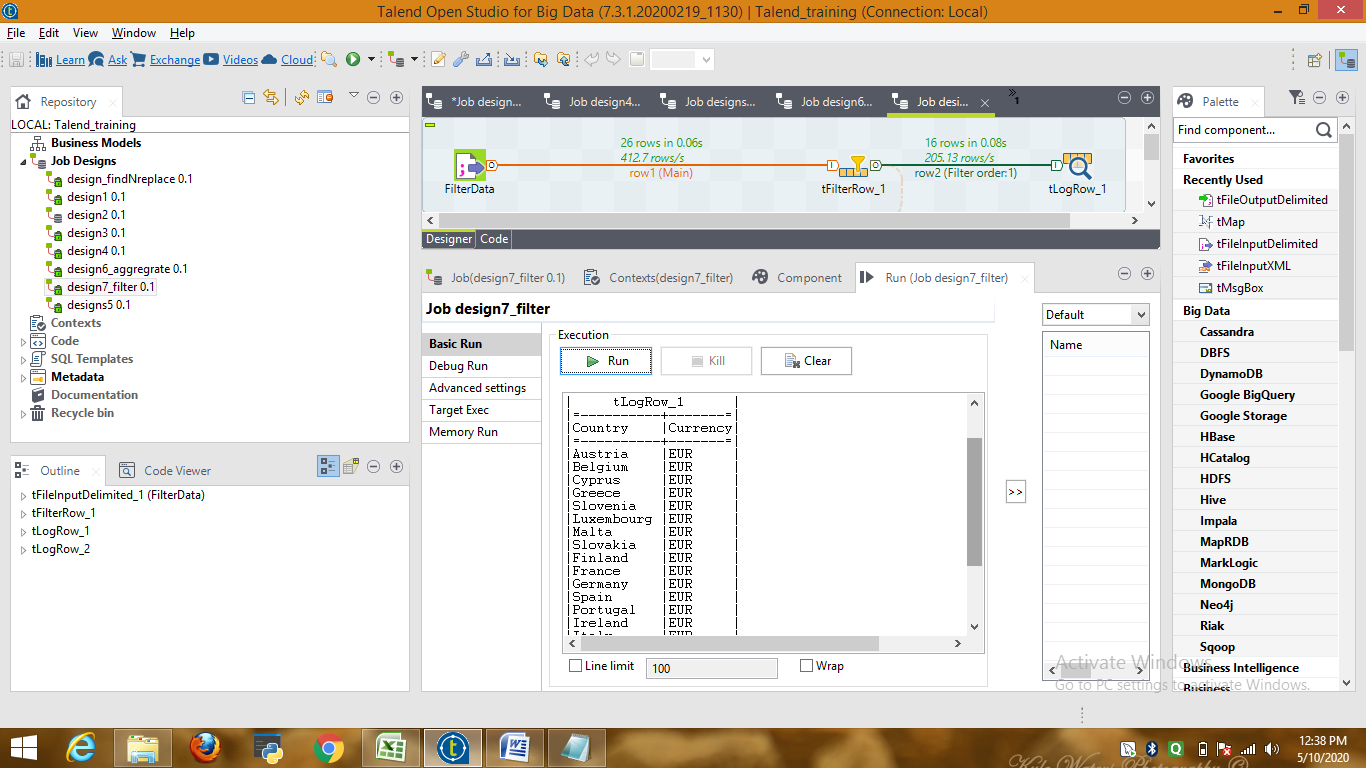 Talend Open Studio for Big Data (7.3.1.20200219_1130) | Talend_training (Connection: Local)
File Edit View Window Help
Learn Ask Exchange Videos Cloud
Repository
LOCAL: Talend_training
Business Models
Job Designs
design_findNreplace 0.1
design1 0.1
design2 0.1
design3 0.1
design4 0.1
design6_aggregrate 0.1
design7_filter 0.1
designs5 0.1
Contexts
Code
SQL Templates
Metadata
Documentation
Recycle bin
Outline Code Viewer
tFileInputDelimited_1 (FilterData)
tFilterRow_1
tLogRow_1
tLogRow_2
*Job design... Job design4... Job designs... Job design6... Job desi... 1
26 rows in 0.06s 16 rows in 0.08s
412.7 rows/s 205.13 rows/s
row1 (Main) row2 (Filter order:1)
FilterData tFilterRow_1 tLogRow_1
Designer Code
Job(design7_filter 0.1) Contexts(design7_filter) Component Run (Job design7_filter)
Job design7_filter
Basic Run
Debug Run
Advanced settings
Target Exec
Memory Run
Execution
Run Kill Clear
| tLogRow_1 |
|=----------+-------=|
|Country |Currency|
|=----------+-------=|
|Austria |EUR |
|Belgium |EUR |
|Cyprus |EUR |
|Greece |EUR |
|Slovenia |EUR |
|Luxembourg |EUR |
|Malta |EUR |
|Slovakia |EUR |
|Finland |EUR |
|France |EUR |
|Germany |EUR |
|Spain |EUR |
|Portugal |EUR |
|Ireland |EUR |
|Italy |EUR |
Line limit 100 Wrap
>>
Default
Name
Palette
Find component...
Favorites
Recently Used
tFileOutputDelimited
tMap
tFileInputDelimited
tFileInputXML
tMsgBox
Big Data
Cassandra
DBFS
DynamoDB
Google BigQuery
Google Storage
HBase
HCatalog
HDFS
Hive
Impala
MapRDB
MarkLogic
MongoDB
Neo4j
Riak
Sqoop
Business Intelligence
Business
Activate Windows
Go to PC settings to activate Windows.
12:38 PM
5/10/2020